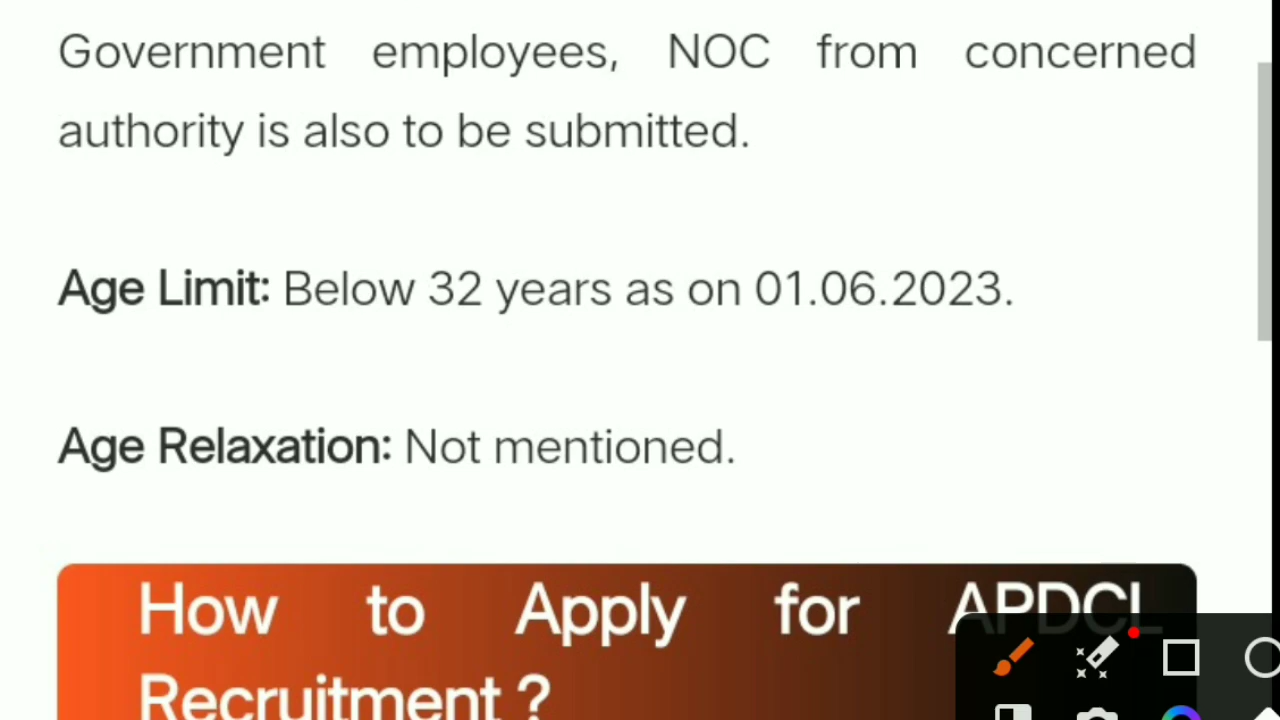 Government employees, NOC from concerned
authority is also to be submitted.
Age Limit: Below 32 years as on 01.06.2023.
Age Relaxation: Not mentioned.
How to Apply for APDCL
Recruitment ?